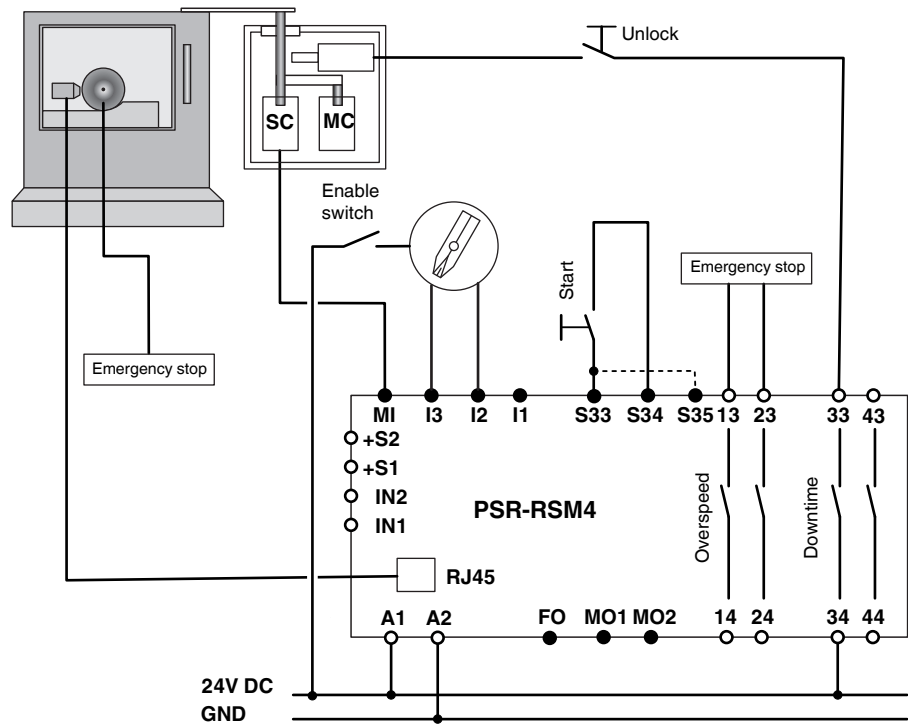 Unlock
SC MC
Enable
switch
Start
Emergency stop
Emergency stop
MI I3 I2 I1 S33 S34 S35 13 23 33 43
+S2
+S1
IN2
IN1
PSR-RSM4
Overspeed
Downtime
RJ45
A1 A2 FO MO1 MO2 14 24 34 44
24V DC
GND